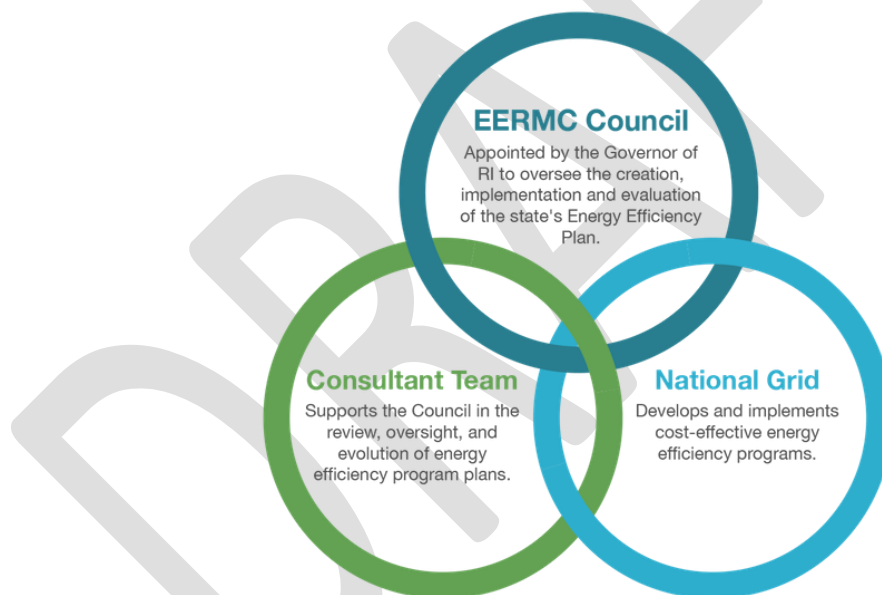 EERMC Council
Appointed by the Governor of
RI to oversee the creation,
implementation and evaluation
of the state's Energy Efficiency
Plan.
Consultant Team
Supports the Council in the
review, oversight, and
evolution of energy
efficiency program plans.
National Grid
Develops and implements
cost-effective energy
efficiency programs.
DRAF